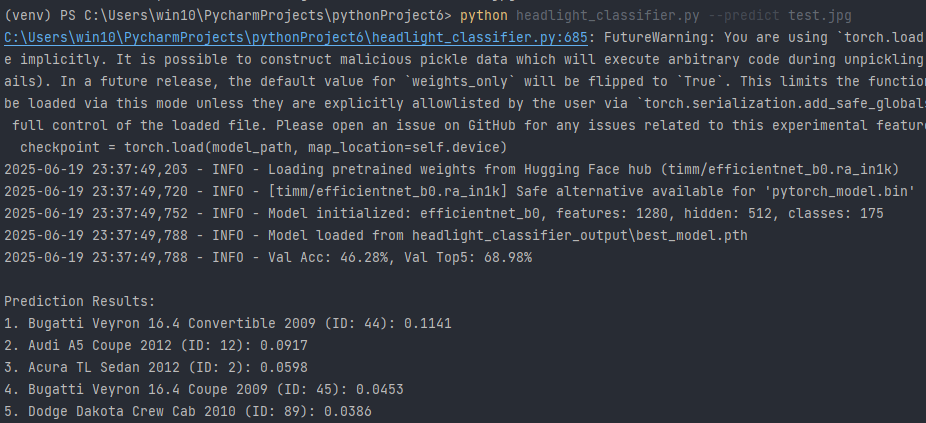 (venv) PS C:\Users\win10\PycharmProjects\pythonProject6> python headlight_classifier.py --predict test.jpg
C:\Users\win10\PycharmProjects\pythonProject6\headlight_classifier.py:685: FutureWarning: You are using `torch.load
e implicitly. It is possible to construct malicious pickle data which will execute arbitrary code during unpickling
ails). In a future release, the default value for `weights_only` will be flipped to `True`. This limits the function
be loaded via this mode unless they are explicitly allowlisted by the user via `torch.serialization.add_safe_globals
full control of the loaded file. Please open an issue on GitHub for any issues related to this experimental feature
checkpoint = torch.load(model_path, map_location=self.device)
2025-06-19 23:37:49,203 - INFO - Loading pretrained weights from Hugging Face hub (timm/efficientnet_b0.ra_in1k)
2025-06-19 23:37:49,720 - INFO - [timm/efficientnet_b0.ra_in1k] Safe alternative available for 'pytorch_model.bin'
2025-06-19 23:37:49,752 - INFO - Model initialized: efficientnet_b0, features: 1280, hidden: 512, classes: 175
2025-06-19 23:37:49,788 - INFO - Model loaded from headlight_classifier_output\best_model.pth
2025-06-19 23:37:49,788 - INFO - Val Acc: 46.28%, Val Top5: 68.98%
Prediction Results:
1. Bugatti Veyron 16.4 Convertible 2009 (ID: 44): 0.1141
2. Audi A5 Coupe 2012 (ID: 12): 0.0917
3. Acura TL Sedan 2012 (ID: 2): 0.0598
4. Bugatti Veyron 16.4 Coupe 2009 (ID: 45): 0.0453
5. Dodge Dakota Crew Cab 2010 (ID: 89): 0.0386